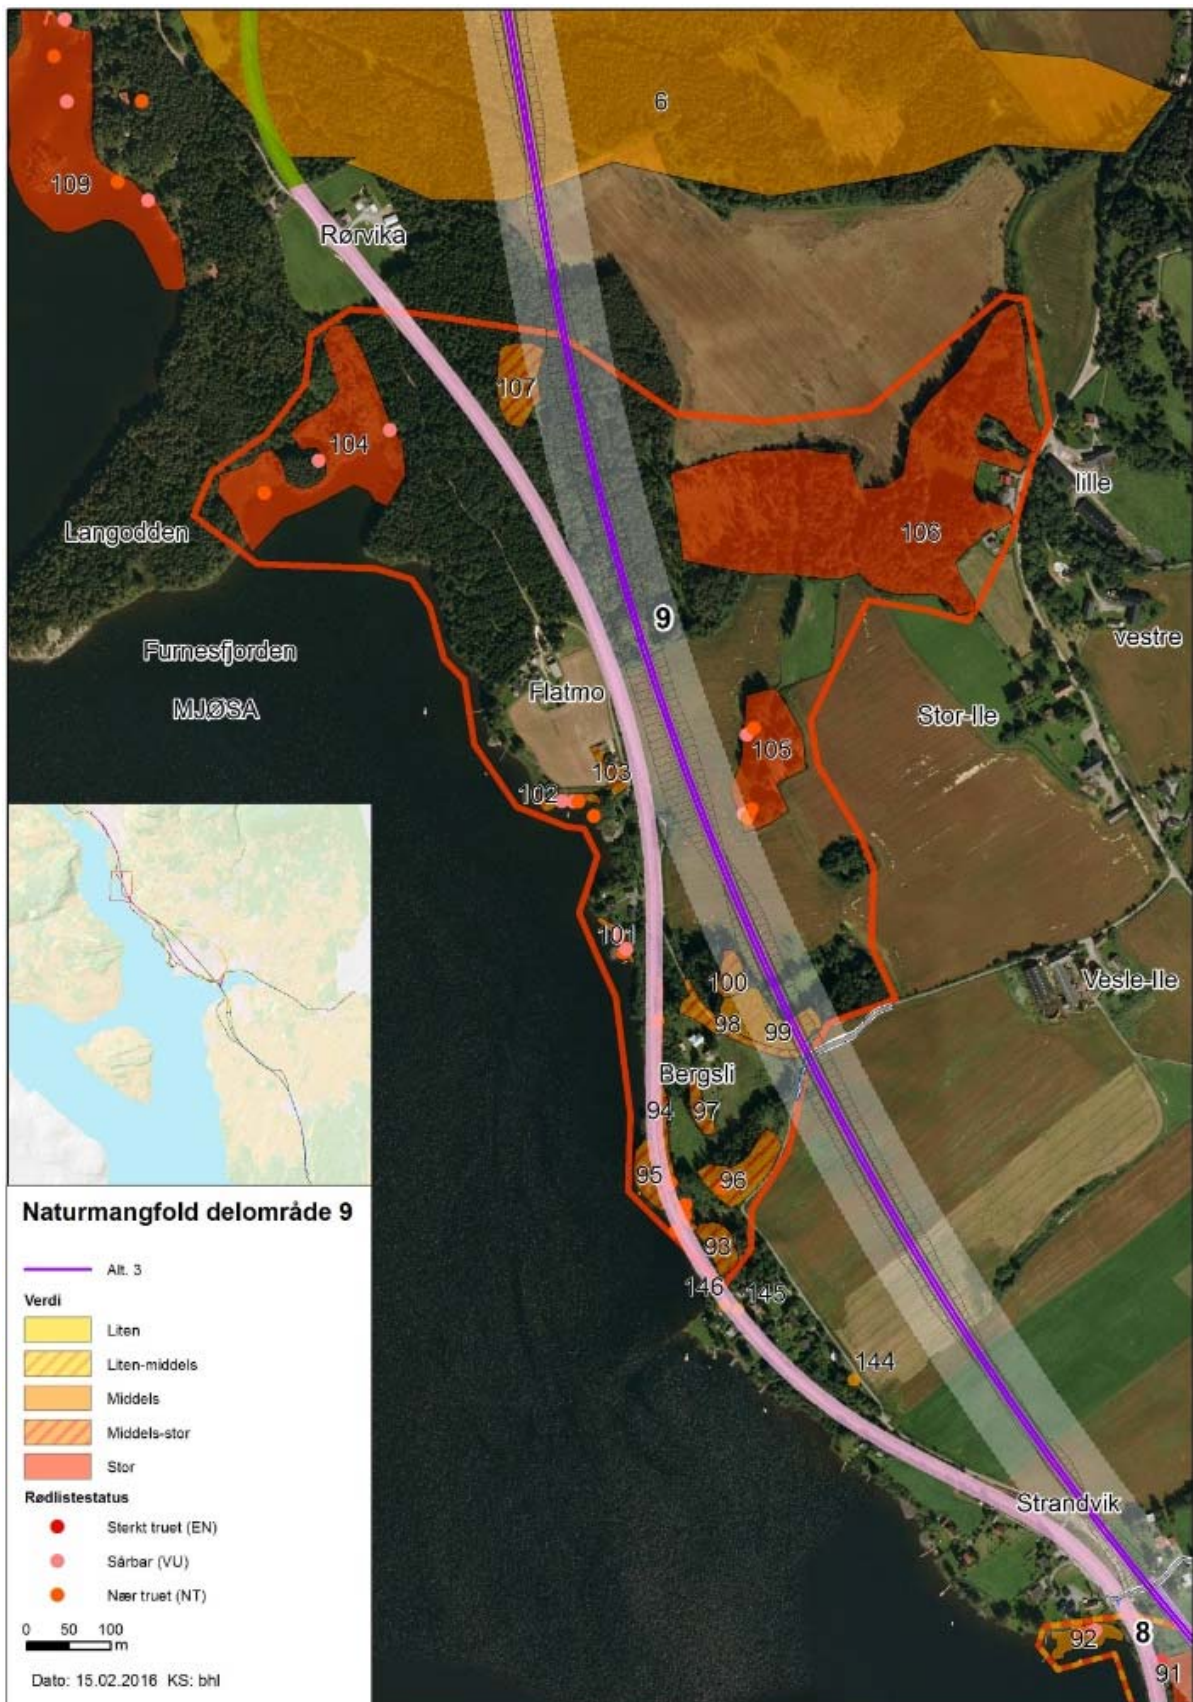 6
109
Rørvika
107
104
lille
Langodden
106
9
Furnesfjorden
vestre
MJØSA
Flatmo
Stor-Ile
105
103
102
101
100
Vesle-Ile
98
99
Bergsli
94
97
95
96
93
146
145
144
Strandvik
92
8
91
Naturmangfold delområde 9
Alt. 3
Verdi
Liten
Liten-middels
Middels
Middels-stor
Stor
Rødlistestatus
Sterkt truet (EN)
Sårbar (VU)
Nær truet (NT)
0 50 100
m
Dato: 15.02.2016 KS: bhl